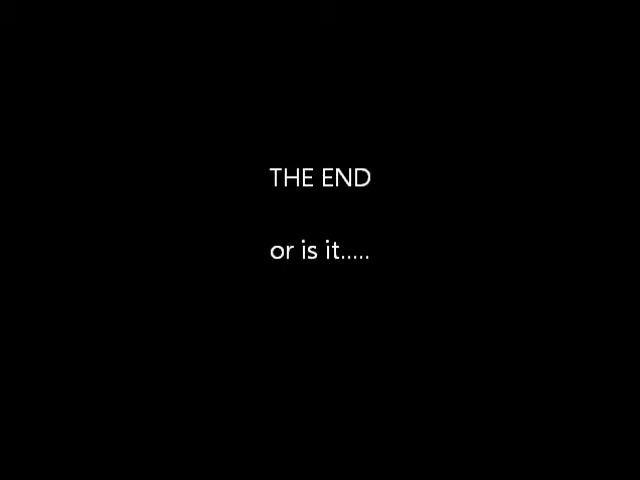 THE END
or is it.....